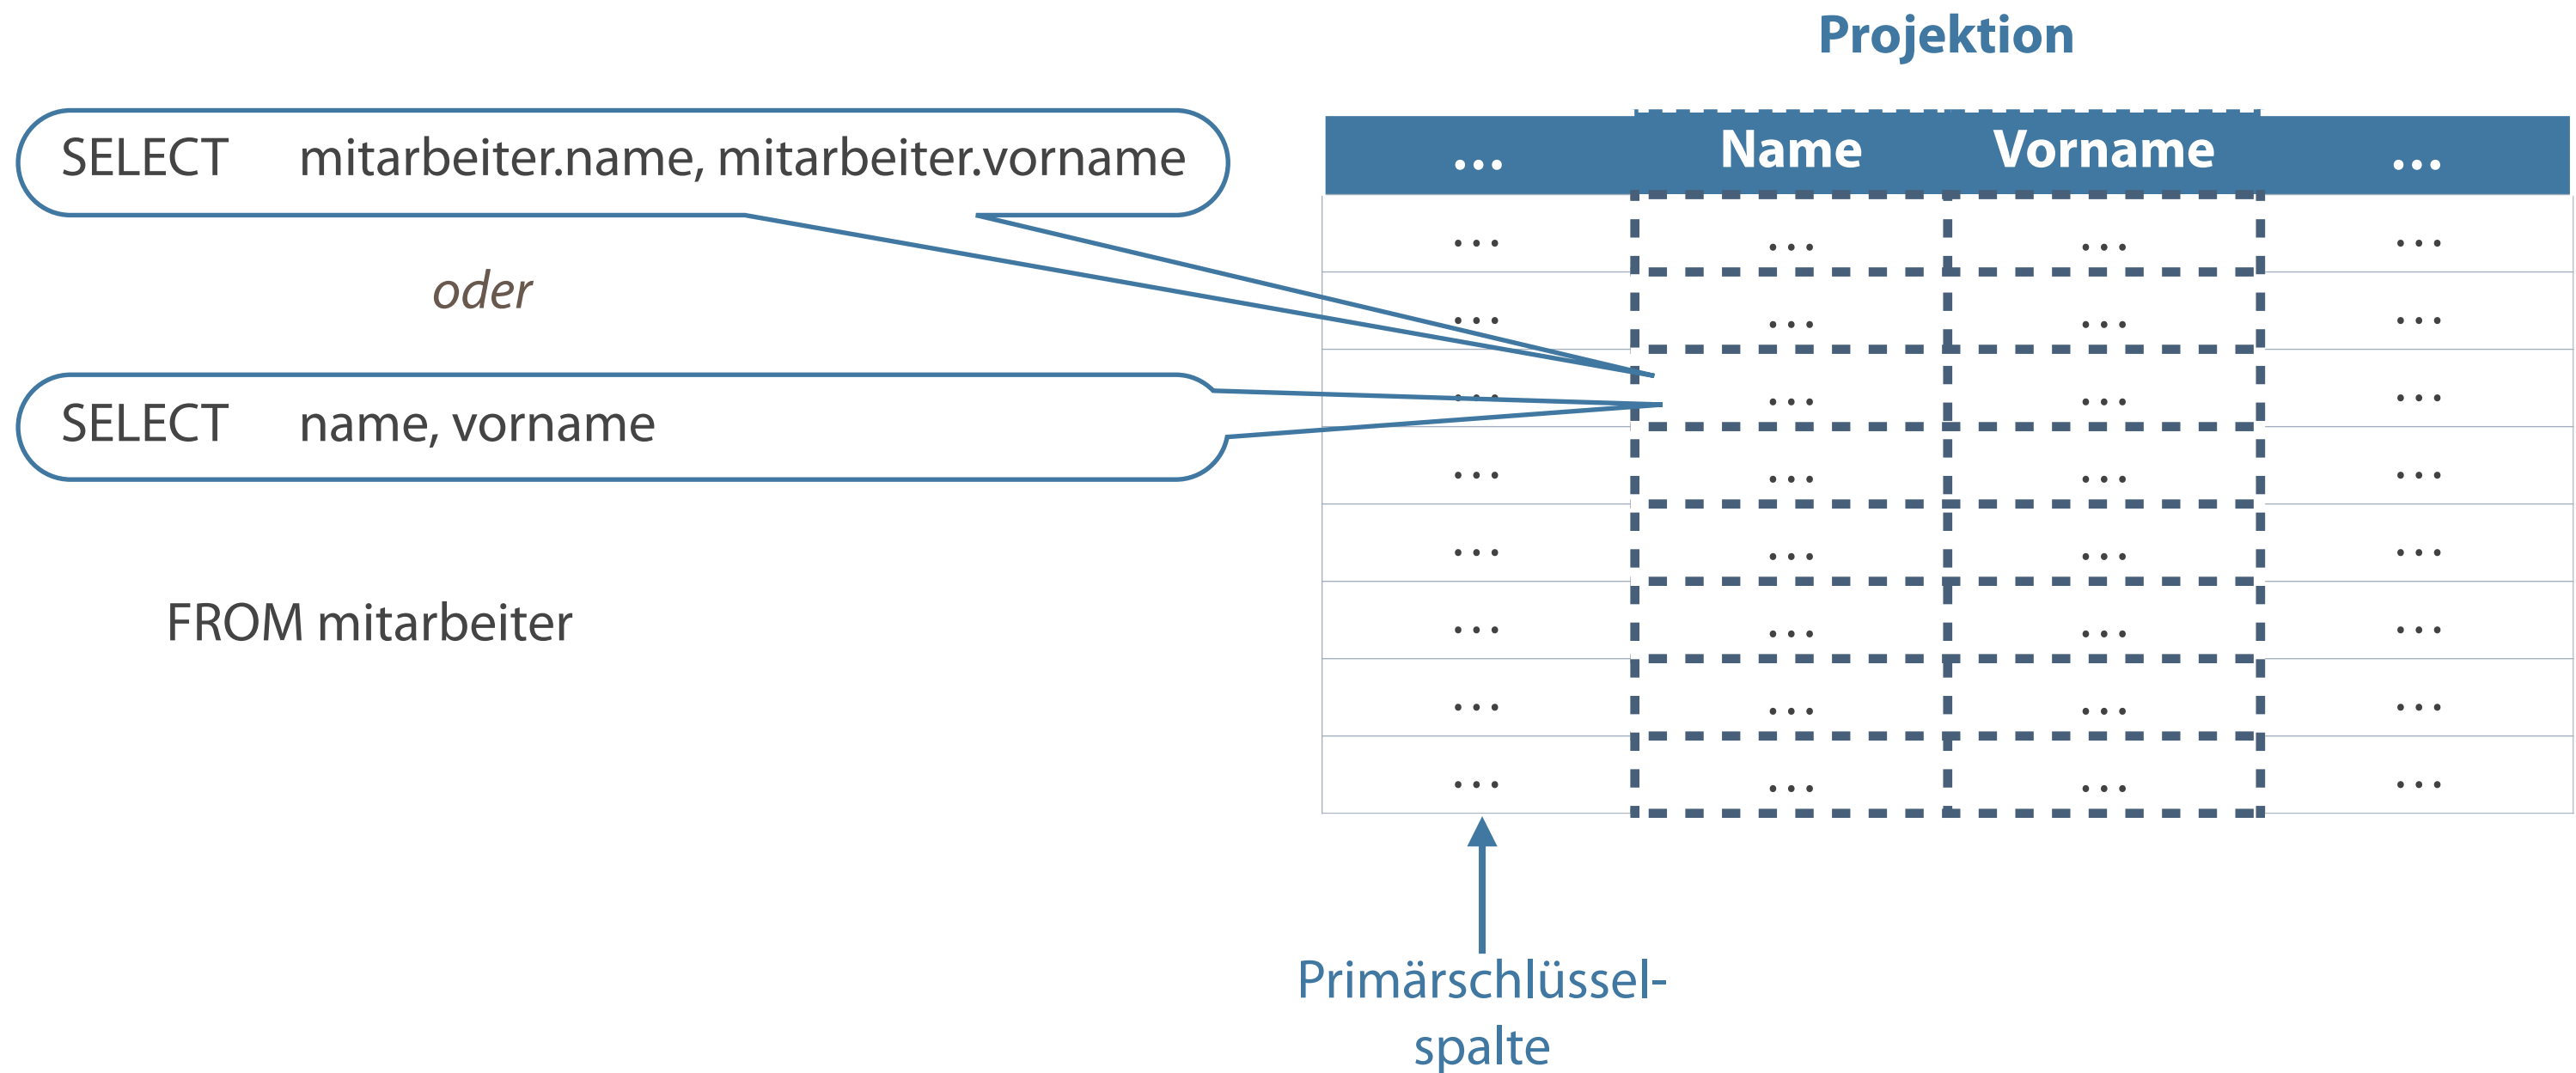 Projektion
SELECT mitarbeiter.name, mitarbeiter.vorname
oder
SELECT name, vorname
FROM mitarbeiter
... Name Vorname ...
... ... ... ...
... ... ... ...
... ... ... ...
... ... ... ...
... ... ... ...
... ... ... ...
... ... ... ...
... ... ... ...
Primärschlüssel-
spalte